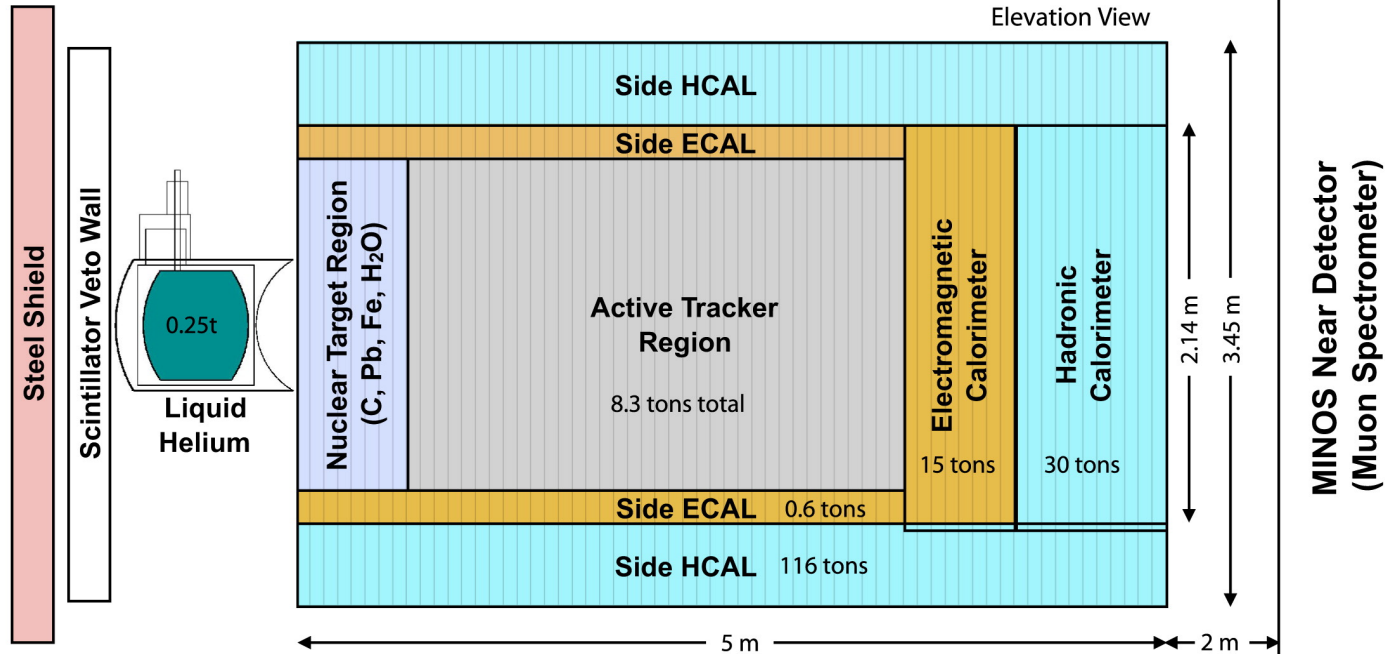 Elevation View
Steel Shield
Scintillator Veto Wall
0.25t
Liquid
Helium
Side HCAL
Side ECAL
Nuclear Target Region
(C, Pb, Fe, H₂O)
Active Tracker
Region
8.3 tons total
Electromagnetic
Calorimeter
15 tons
Hadronic
Calorimeter
30 tons
Side ECAL 0.6 tons
Side HCAL 116 tons
2.14 m
3.45 m
5 m
2 m
MINOS Near Detector
(Muon Spectrometer)